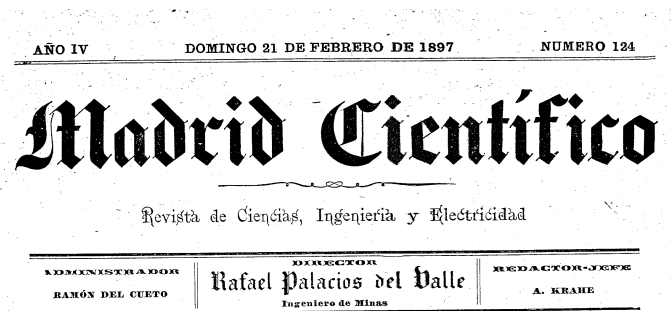 AÑO IV DOMINGO 21 DE FEBRERO DE 1897 NUMERO 124
Madrid Científico
Revista de Ciencias, Ingeniería y Electricidad
ADMINISTRADOR DIRECTOR REDACTOR-JEFE
RAMÓN DEL CUETO Rafael Palacios del Valle A. KRAHE
Ingeniero de Minas